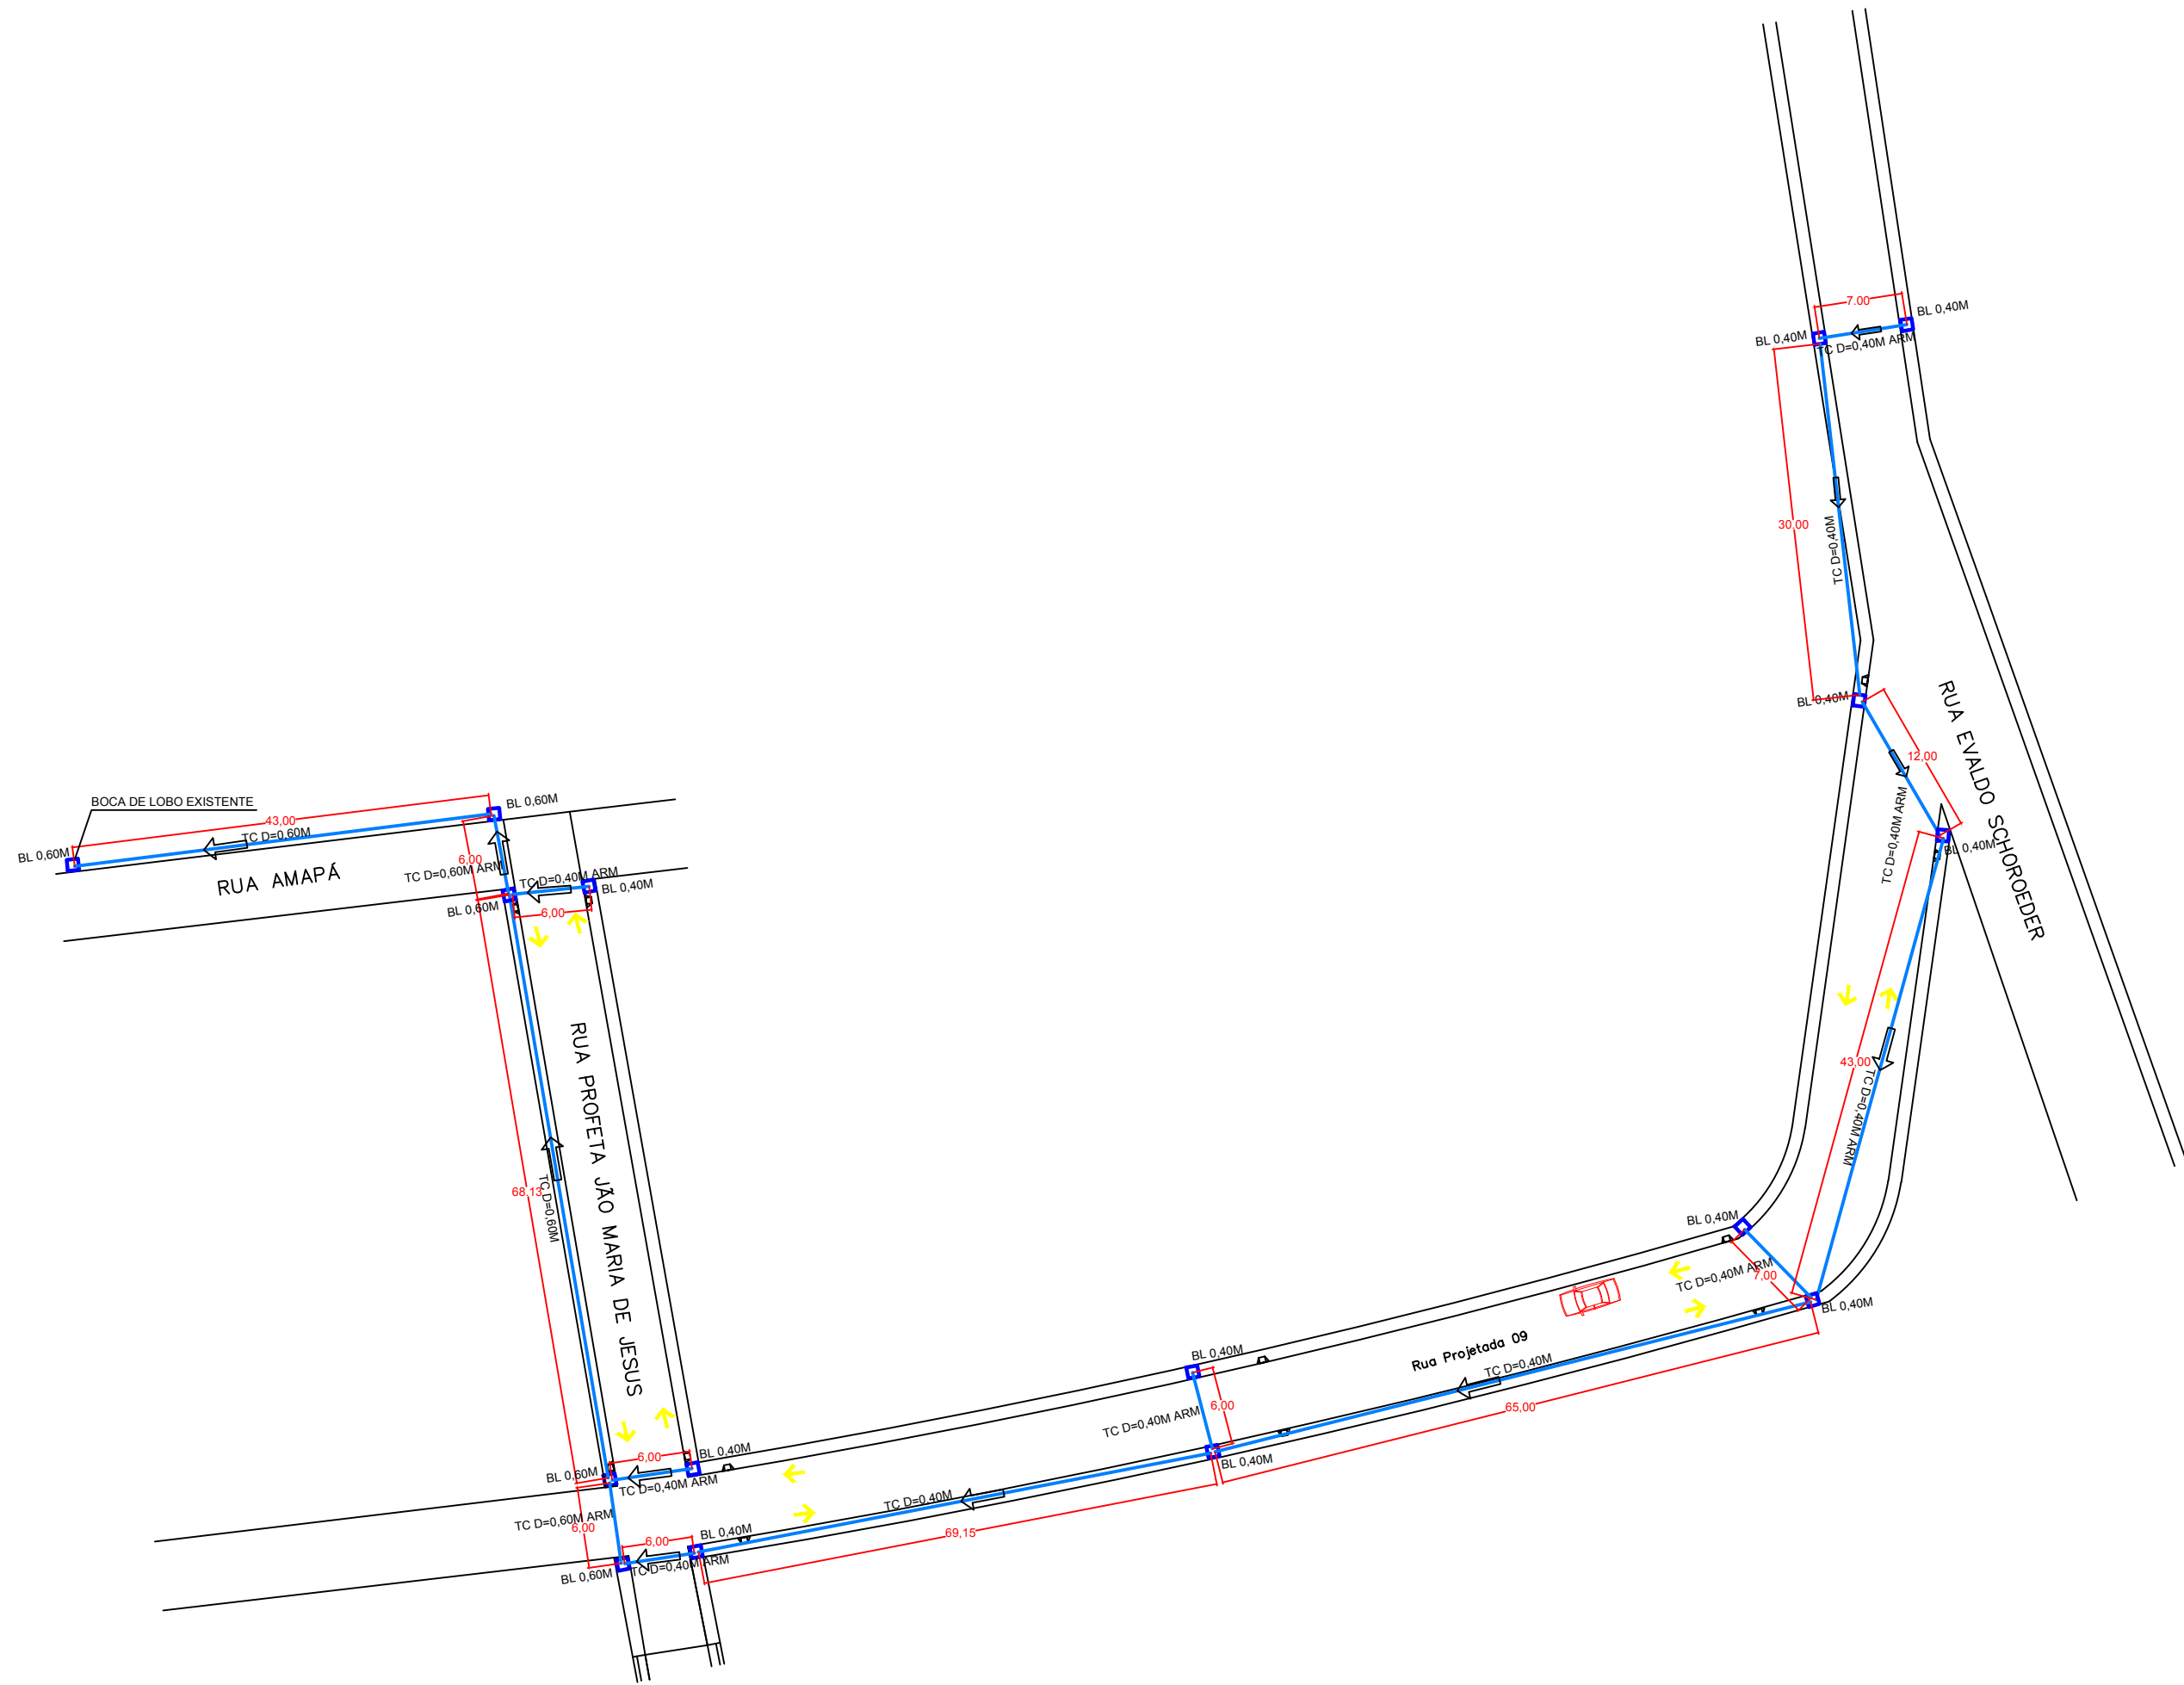 7.00
BL 0,40M
BL 0,40M
TC D=0,40M ARM
30,00
TC D=0,40M
BL 0,40M
RUA EVALDO SCHOROEDER
12,00
TC D=0,40M ARM
BL 0,40M
BOCA DE LOBO EXISTENTE
BL 0,60M
43,00
TC D=0,60M
BL 0,60M
RUA AMAPÁ
6,00
TC D=0,60M ARM
TC D=0,40M ARM
BL 0,40M
BL 0,60M
6,00
RUA PROFETA JÃO MARIA DE JESUS
43,00
TC D=0,40M ARM
68,13
TC D=0,60M
BL 0,40M
TC D=0,40M ARM
7,00
BL 0,40M
Rua Projetada 09
TC D=0,40M
BL 0,40M
6,00
TC D=0,40M ARM
65,00
BL 0,40M
6,00
BL 0,40M
BL 0,60M
TC D=0,40M ARM
TC D=0,40M
69,15
TC D=0,60M ARM
6,00
BL 0,40M
6,00
TC D=0,40M ARM
BL 0,60M